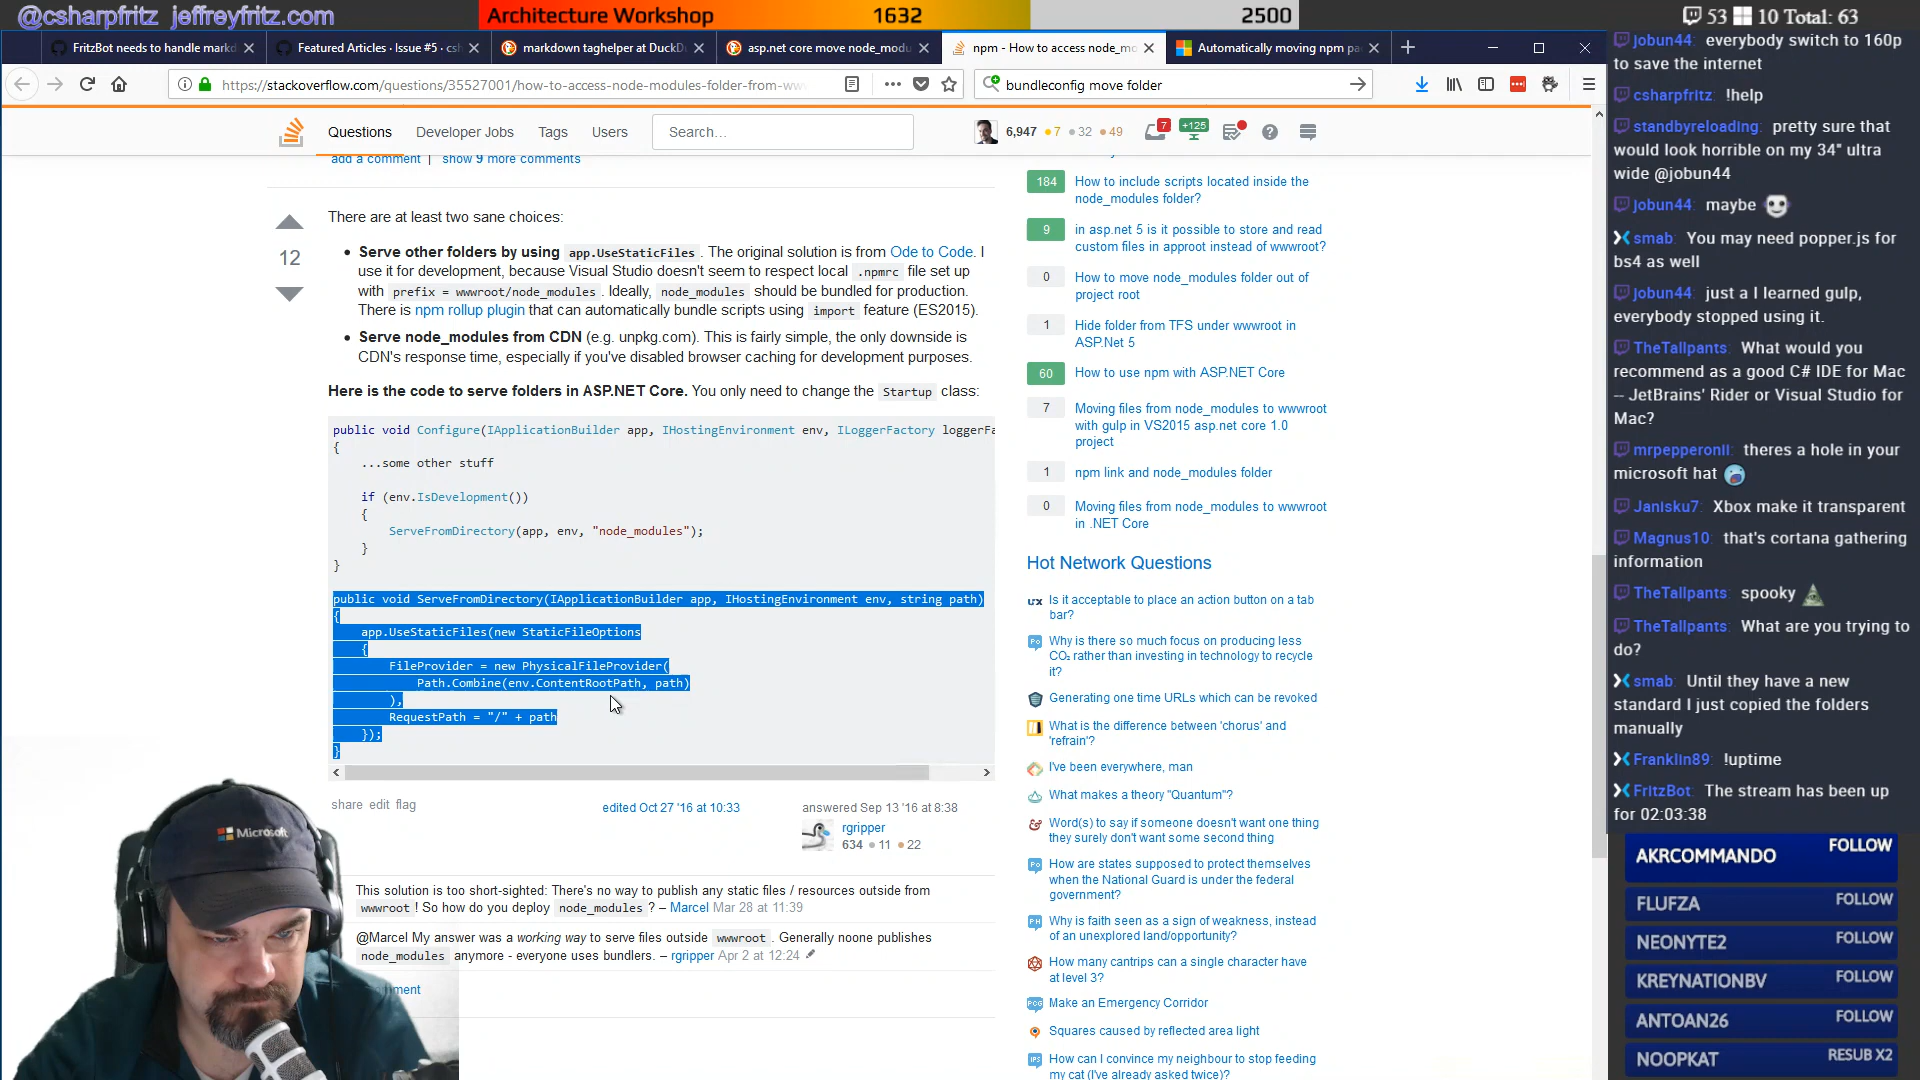 @csharpfritz jeffreyfritz.com
Architecture Workshop 1632 2500
53 10 Total: 63
FritzBot needs to handle markd
Featured Articles · Issue #5 · csh
markdown taghelper at DuckD
asp.net core move node_modu
npm - How to access node_mo
Automatically moving npm pa
https://stackoverflow.com/questions/35527001/how-to-access-node-modules-folder-from-ww
bundleconfig move folder
Questions Developer Jobs Tags Users Search... 6,947 7 32 49 7 +125
add a comment | show 9 more comments
There are at least two sane choices:
12
• Serve other folders by using app.UseStaticFiles . The original solution is from Ode to Code. I
use it for development, because Visual Studio doesn't seem to respect local .npmrc file set up
with prefix = wwwroot/node_modules . Ideally, node_modules should be bundled for production.
There is npm rollup plugin that can automatically bundle scripts using import feature (ES2015).
• Serve node_modules from CDN (e.g. unpkg.com). This is fairly simple, the only downside is
CDN's response time, especially if you've disabled browser caching for development purposes.
Here is the code to serve folders in ASP.NET Core. You only need to change the Startup class:
public void Configure(IApplicationBuilder app, IHostingEnvironment env, ILoggerFactory loggerFa
{
...some other stuff
if (env.IsDevelopment())
{
ServeFromDirectory(app, env, "node_modules");
}
}
public void ServeFromDirectory(IApplicationBuilder app, IHostingEnvironment env, string path)
{
app.UseStaticFiles(new StaticFileOptions
{
FileProvider = new PhysicalFileProvider(
Path.Combine(env.ContentRootPath, path)
),
RequestPath = "/" + path
});
}
share edit flag
edited Oct 27 '16 at 10:33
answered Sep 13 '16 at 8:38
rgripper
634 11 22
This solution is too short-sighted: There's no way to publish any static files / resources outside from
wwwroot ! So how do you deploy node_modules ? – Marcel Mar 28 at 11:39
@Marcel My answer was a working way to serve files outside wwwroot . Generally noone publishes
node_modules anymore - everyone uses bundlers. – rgripper Apr 2 at 12:24
mment
184 How to include scripts located inside the
node_modules folder?
9 in asp.net 5 is it possible to store and read
custom files in approot instead of wwwroot?
0 How to move node_modules folder out of
project root
1 Hide folder from TFS under wwwroot in
ASP.Net 5
60 How to use npm with ASP.NET Core
7 Moving files from node_modules to wwwroot
with gulp in VS2015 asp.net core 1.0
project
1 npm link and node_modules folder
0 Moving files from node_modules to wwwroot
in .NET Core
Hot Network Questions
Is it acceptable to place an action button on a tab
bar?
Why is there so much focus on producing less
CO₂ rather than investing in technology to recycle
it?
Generating one time URLs which can be revoked
What is the difference between 'chorus' and
'refrain'?
I've been everywhere, man
What makes a theory "Quantum"?
Word(s) to say if someone doesn't want one thing
they surely don't want some second thing
How are states supposed to protect themselves
when the National Guard is under the federal
government?
Why is faith seen as a sign of weakness, instead
of an unexplored land/opportunity?
How many cantrips can a single character have
at level 3?
Make an Emergency Corridor
Squares caused by reflected area light
How can I convince my neighbour to stop feeding
my cat (I've already asked twice)?
jobun44: everybody switch to 160p
to save the internet
csharpfritz: !help
standbyreloading: pretty sure that
would look horrible on my 34" ultra
wide @jobun44
jobun44: maybe
smab: You may need popper.js for
bs4 as well
jobun44: just a I learned gulp,
everybody stopped using it.
TheTallpants: What would you
recommend as a good C# IDE for Mac
-- JetBrains' Rider or Visual Studio for
Mac?
mrpepperonII: theres a hole in your
microsoft hat
Janisku7: Xbox make it transparent
Magnus10: that's cortana gathering
information
TheTallpants: spooky
TheTallpants: What are you trying to
do?
smab: Until they have a new
standard I just copied the folders
manually
Franklin89: !uptime
FritzBot: The stream has been up
for 02:03:38
AKRCOMMANDO FOLLOW
FLUFZA FOLLOW
NEONYTE2 FOLLOW
KREYNATIONBV FOLLOW
ANTOAN26 FOLLOW
NOOPKAT RESUB X2
Microsoft